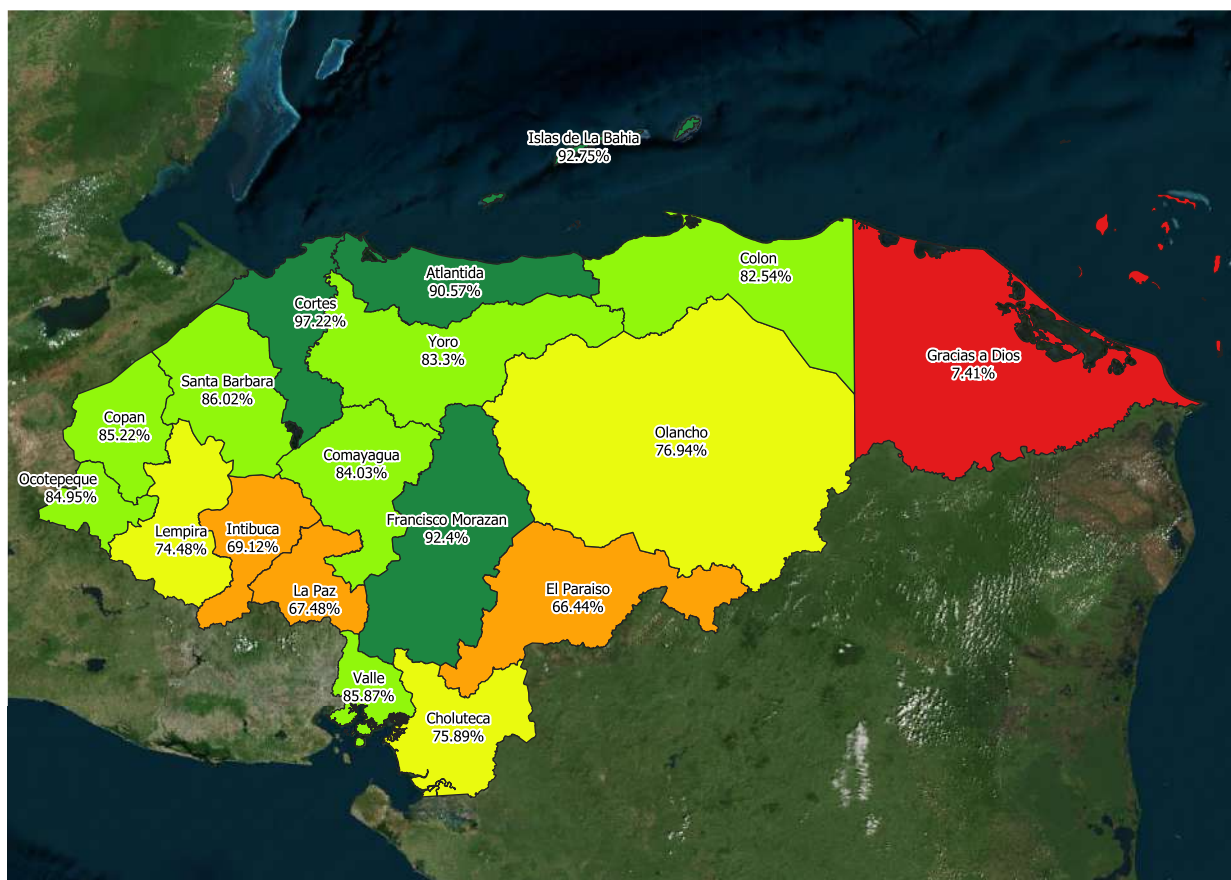 Islas de La Bahia
92.75%
Colon
82.54%
Atlantida
90.57%
Cortes
97.22%
Yoro
83.3%
Gracias a Dios
7.41%
Santa Barbara
86.02%
Copan
85.22%
Olancho
76.94%
Comayagua
84.03%
Ocotepeque
84.95%
Francisco Morazan
92.4%
Lempira
74.48%
Intibuca
69.12%
La Paz
67.48%
El Paraiso
66.44%
Valle
85.87%
Choluteca
75.89%